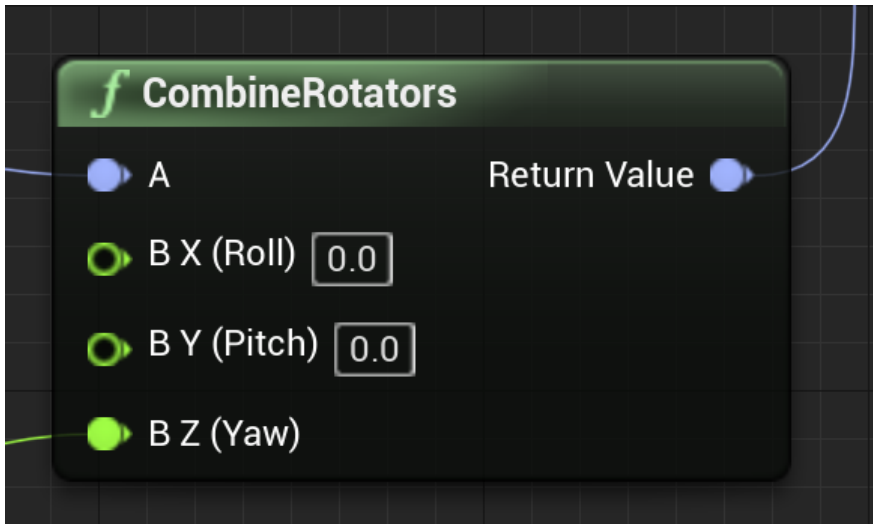 CombineRotators
A
Return Value
B X (Roll) 0.0
B Y (Pitch) 0.0
B Z (Yaw)